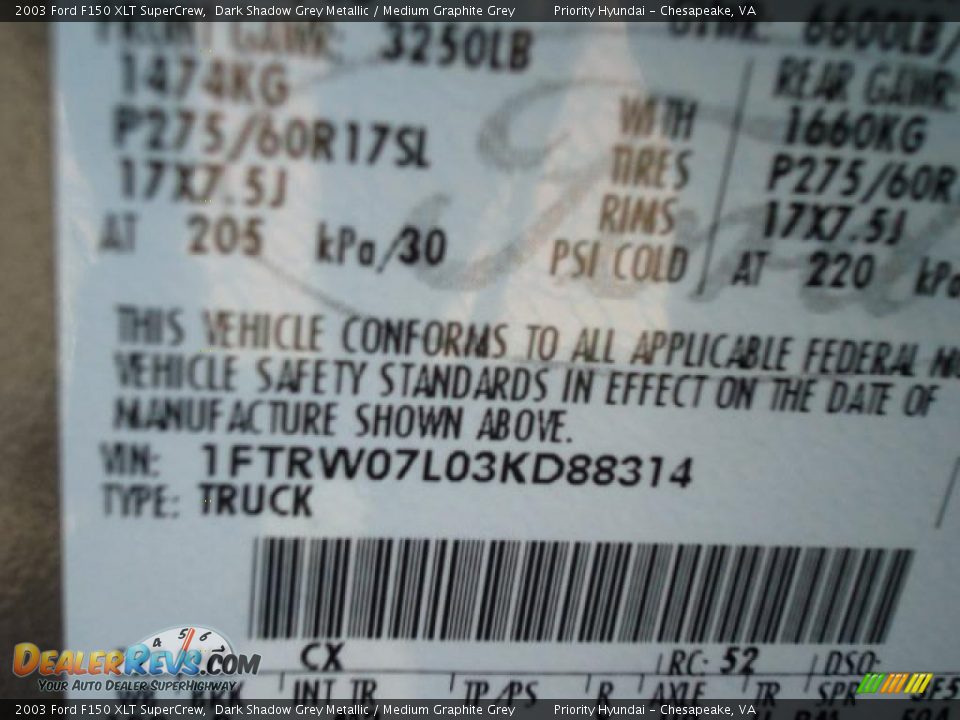 2003 Ford F150 XLT SuperCrew, Dark Shadow Grey Metallic / Medium Graphite Grey Priority Hyundai - Chesapeake, VA
FRONT GAWR: 3250LB 6600LB/
1474KG REAR GAWR:
P275/60R17SL WITH 1660KG
17X7.5J TIRES P275/60R
AT 205 kPa/30 RIMS 17X7.5J
PSI COLD AT 220 kPa
THIS VEHICLE CONFORMS TO ALL APPLICABLE FEDERAL
VEHICLE SAFETY STANDARDS IN EFFECT ON THE DATE OF
MANUFACTURE SHOWN ABOVE.
VIN: 1FTRW07L03KD88314
TYPE: TRUCK
CX RC: 52 DSO:
INT TR TP/PS R AXLE TR SPR
4 5 6
DealerRevs.com
Your Auto Dealer SuperHighway
2003 Ford F150 XLT SuperCrew, Dark Shadow Grey Metallic / Medium Graphite Grey Priority Hyundai - Chesapeake, VA